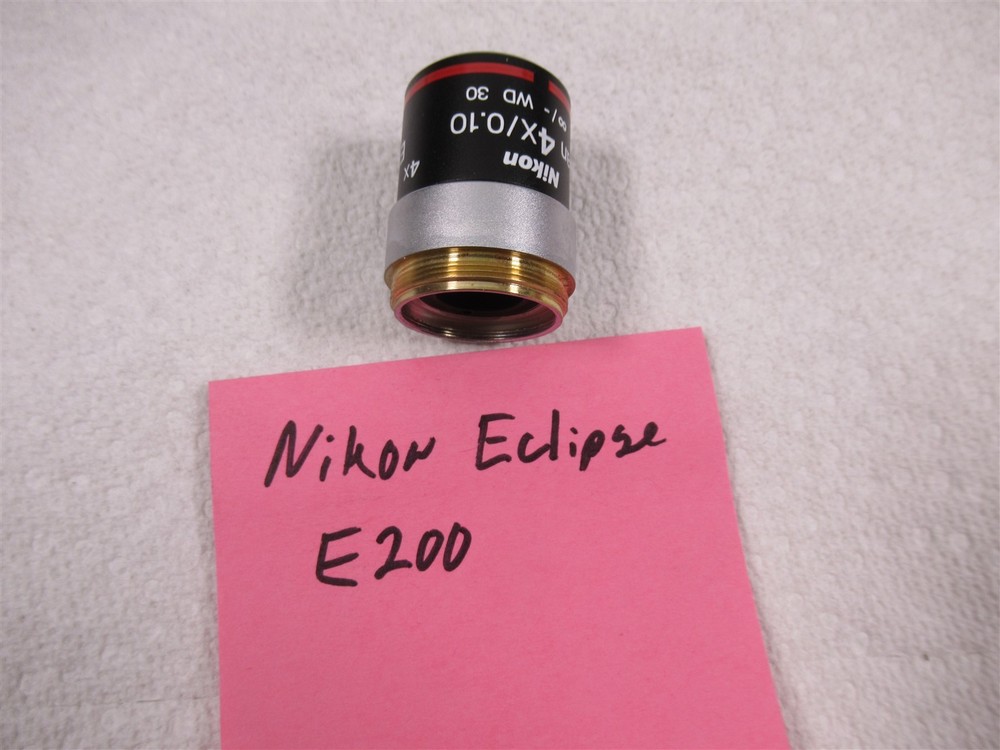 Nikon
4x/0.10
∞/- WD 30
4x
Nikon Eclipse
E200